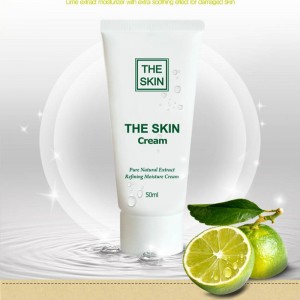 Lime extract moisturizer with extra soothing effect for damaged skin
THE
SKIN
THE SKIN
Cream
Pure Natural Extract
Refining Moisture Cream
50ml